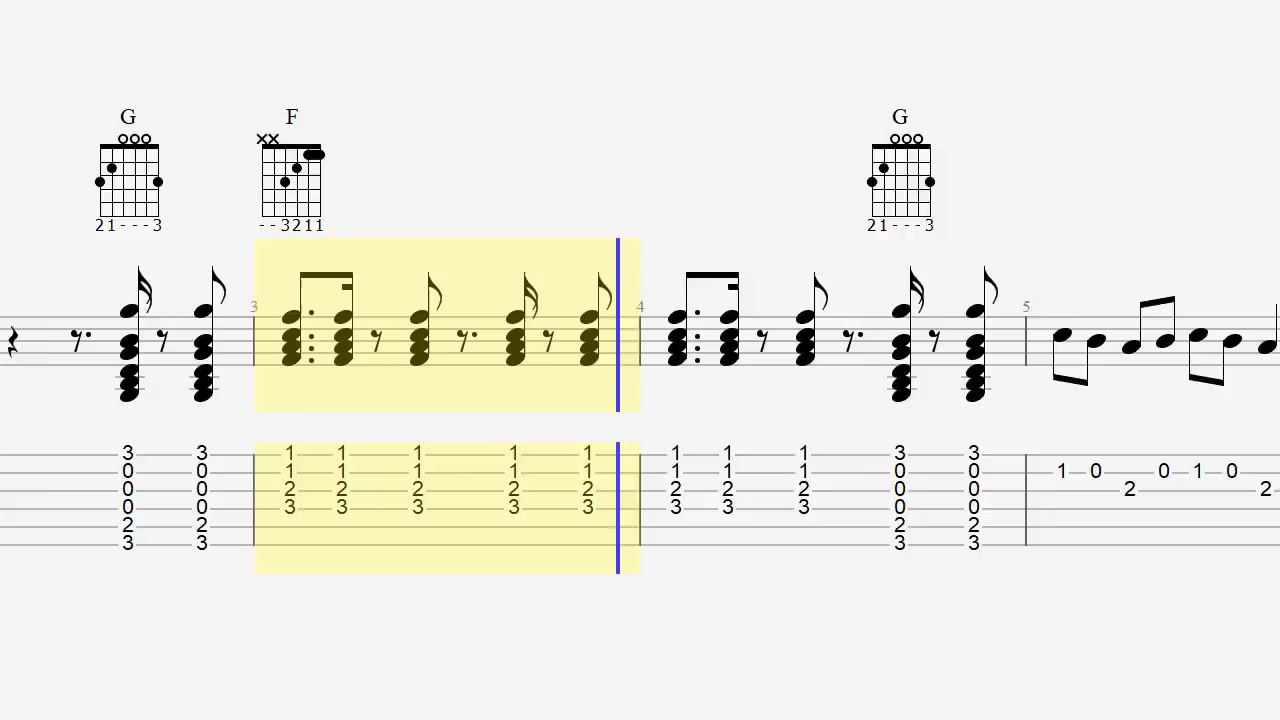 G F G
21---3 --3211 21---3
3 4 5
3 3 1 1 1 1 1 1 1 1 3 3
0 0 1 1 1 1 1 1 1 1 0 0 1 0 0 1 0
0 0 2 2 2 2 2 2 2 2 0 0 2 2
0 0 3 3 3 3 3 3 3 3 0 0
2 2 2 2
3 3 3 3